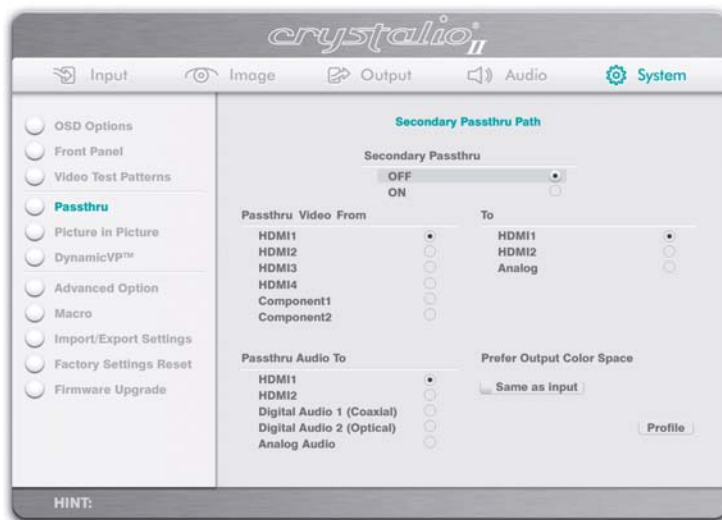 crystalio II
Input Image Output Audio System
OSD Options
Front Panel
Video Test Patterns
Passthru
Picture in Picture
DynamicVP™
Advanced Option
Macro
Import/Export Settings
Factory Settings Reset
Firmware Upgrade
Secondary Passthru Path
Secondary Passthru
OFF
ON
Passthru Video From
HDMI1
HDMI2
HDMI3
HDMI4
Component1
Component2
To
HDMI1
HDMI2
Analog
Passthru Audio To
HDMI1
HDMI2
Digital Audio 1 (Coaxial)
Digital Audio 2 (Optical)
Analog Audio
Prefer Output Color Space
Same as input
Profile
HINT: